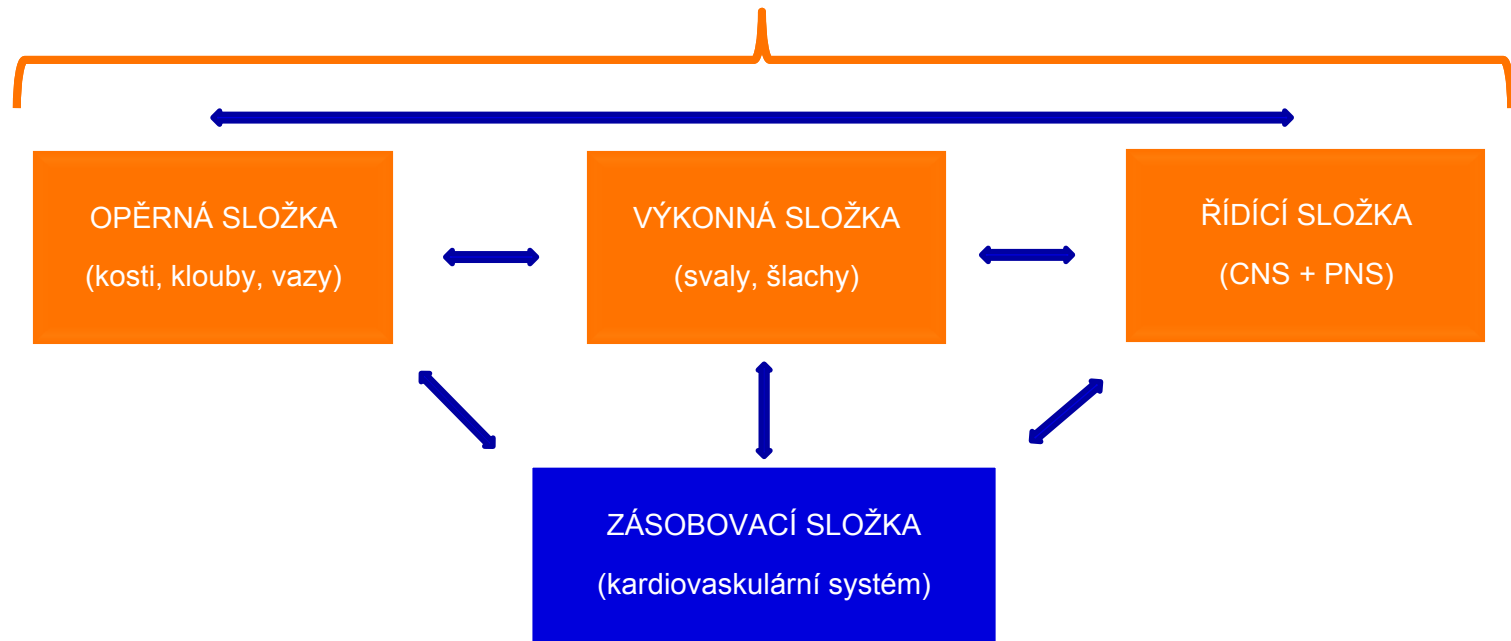 OPĚRNÁ SLOŽKA
(kosti, klouby, vazy)
VÝKONNÁ SLOŽKA
(svaly, šlachy)
ŘÍDÍCÍ SLOŽKA
(CNS + PNS)
ZÁSOBOVACÍ SLOŽKA
(kardiovaskulární systém)